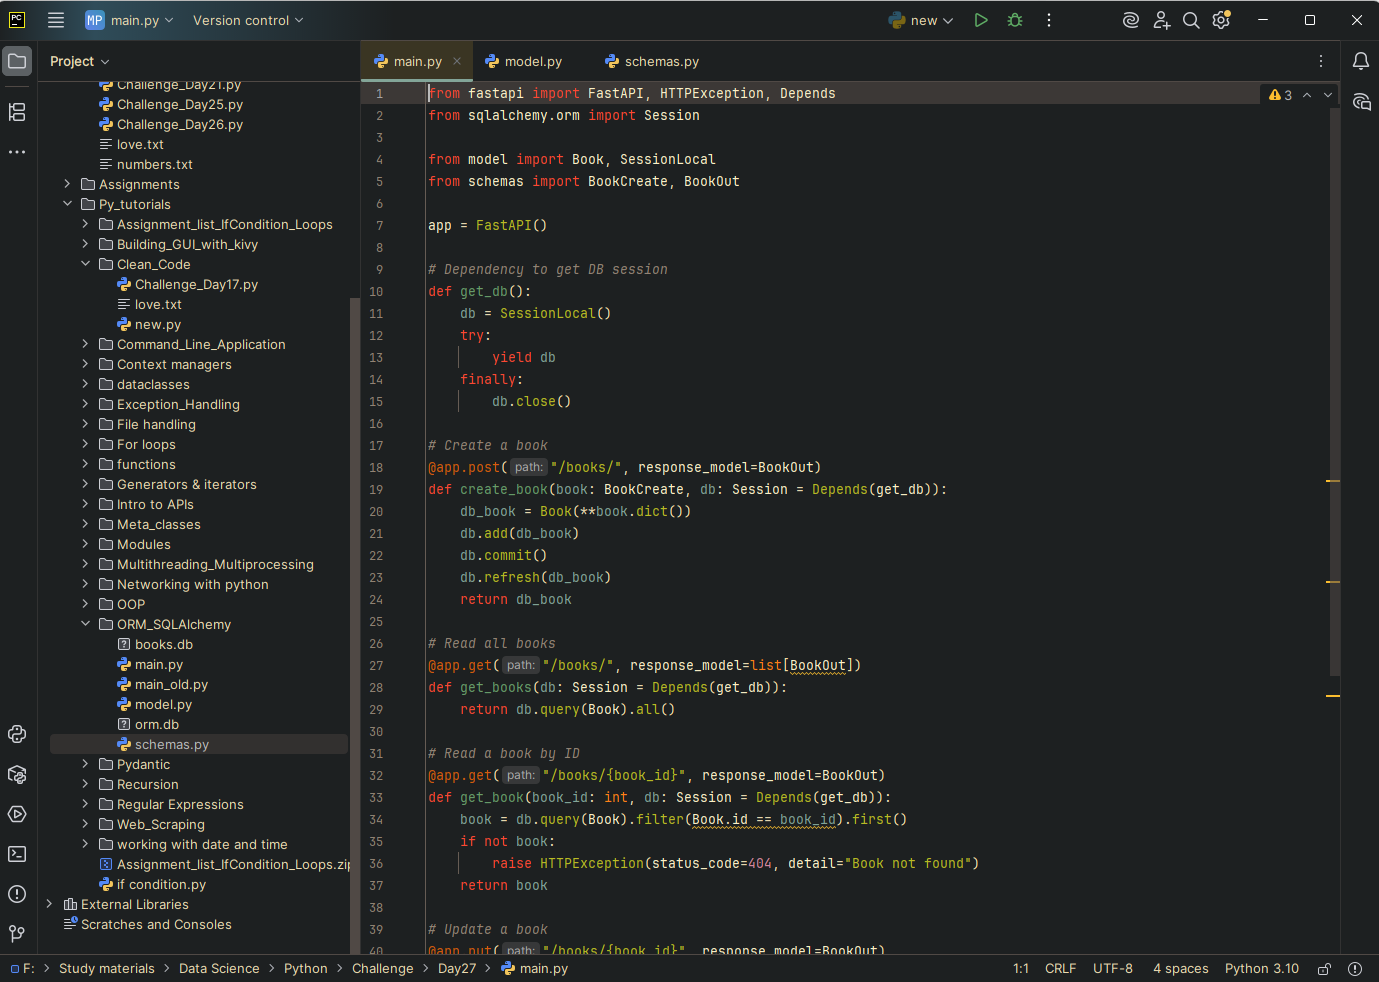 PC
MP main.py Version control new
Project
main.py
model.py
schemas.py
Challenge_Day21.py
Challenge_Day25.py
Challenge_Day26.py
love.txt
numbers.txt
Assignments
Py_tutorials
Assignment_list_IfCondition_Loops
Building_GUI_with_kivy
Clean_Code
Challenge_Day17.py
love.txt
new.py
Command_Line_Application
Context managers
dataclasses
Exception_Handling
File handling
For loops
functions
Generators & iterators
Intro to APIs
Meta_classes
Modules
Multithreading_Multiprocessing
Networking with python
OOP
ORM_SQLAlchemy
books.db
main.py
main_old.py
model.py
orm.db
schemas.py
Pydantic
Recursion
Regular Expressions
Web_Scraping
working with date and time
Assignment_list_IfCondition_Loops.zip
if condition.py
External Libraries
Scratches and Consoles
3
1 from fastapi import FastAPI, HTTPException, Depends
2 from sqlalchemy.orm import Session
3
4 from model import Book, SessionLocal
5 from schemas import BookCreate, BookOut
6
7 app = FastAPI()
8
9 # Dependency to get DB session
10 def get_db():
11 db = SessionLocal()
12 try:
13 yield db
14 finally:
15 db.close()
16
17 # Create a book
18 @app.post( path: "/books/", response_model=BookOut)
19 def create_book(book: BookCreate, db: Session = Depends(get_db)):
20 db_book = Book(**book.dict())
21 db.add(db_book)
22 db.commit()
23 db.refresh(db_book)
24 return db_book
25
26 # Read all books
27 @app.get( path: "/books/", response_model=list[BookOut])
28 def get_books(db: Session = Depends(get_db)):
29 return db.query(Book).all()
30
31 # Read a book by ID
32 @app.get( path: "/books/{book_id}", response_model=BookOut)
33 def get_book(book_id: int, db: Session = Depends(get_db)):
34 book = db.query(Book).filter(Book.id == book_id).first()
35 if not book:
36 raise HTTPException(status_code=404, detail="Book not found")
37 return book
38
39 # Update a book
40 @app.put( path: "/books/{book_id}", response_model=BookOut)
F: > Study materials > Data Science > Python > Challenge > Day27 > main.py
1:1 CRLF UTF-8 4 spaces Python 3.10